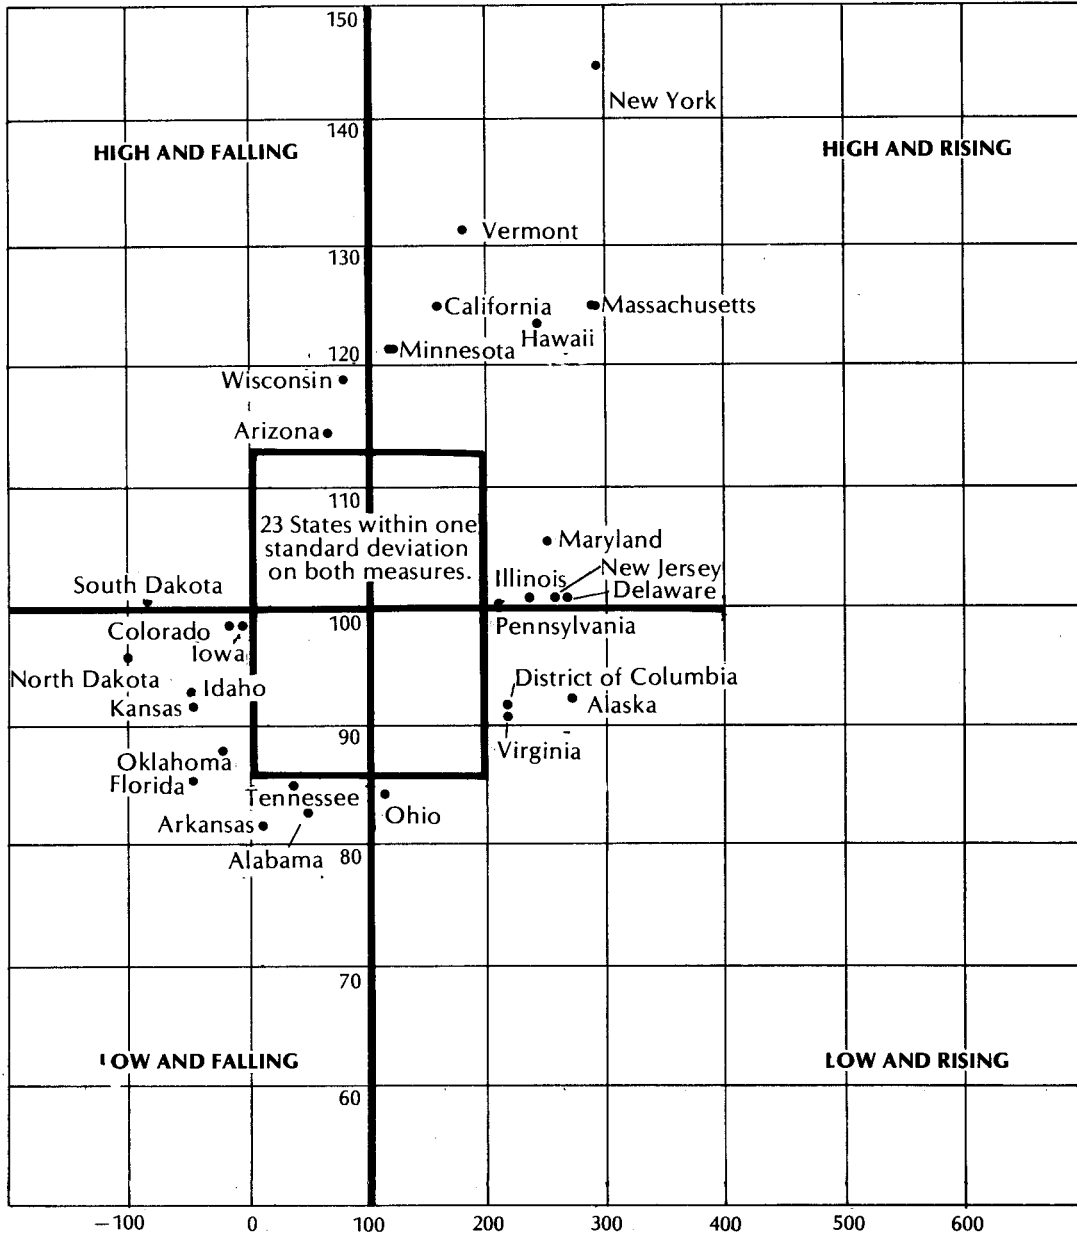 150
New York
140
HIGH AND FALLING
HIGH AND RISING
Vermont
130
California
Massachusetts
Hawaii
Minnesota
120
Wisconsin
Arizona
110
23 States within one
standard deviation
on both measures.
Maryland
New Jersey
Illinois
Delaware
South Dakota
100
Pennsylvania
Colorado
Iowa
North Dakota
Idaho
Kansas
District of Columbia
Alaska
90
Virginia
Oklahoma
Florida
Tennessee
Ohio
Arkansas
Alabama
80
70
LOW AND FALLING
LOW AND RISING
60
−100 0 100 200 300 400 500 600